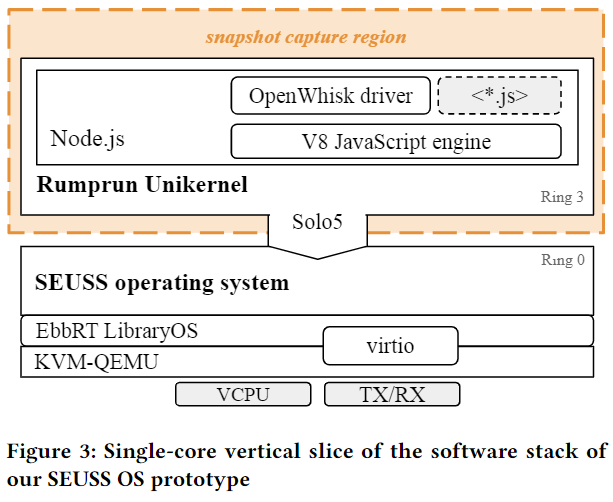 snapshot capture region
OpenWhisk driver
<*.js>
Node.js
V8 JavaScript engine
Rumprun Unikernel
Ring 3
Solo5
Ring 0
SEUSS operating system
EbbRT LibraryOS
virtio
KVM-QEMU
VCPU
TX/RX
Figure 3: Single-core vertical slice of the software stack of
our SEUSS OS prototype